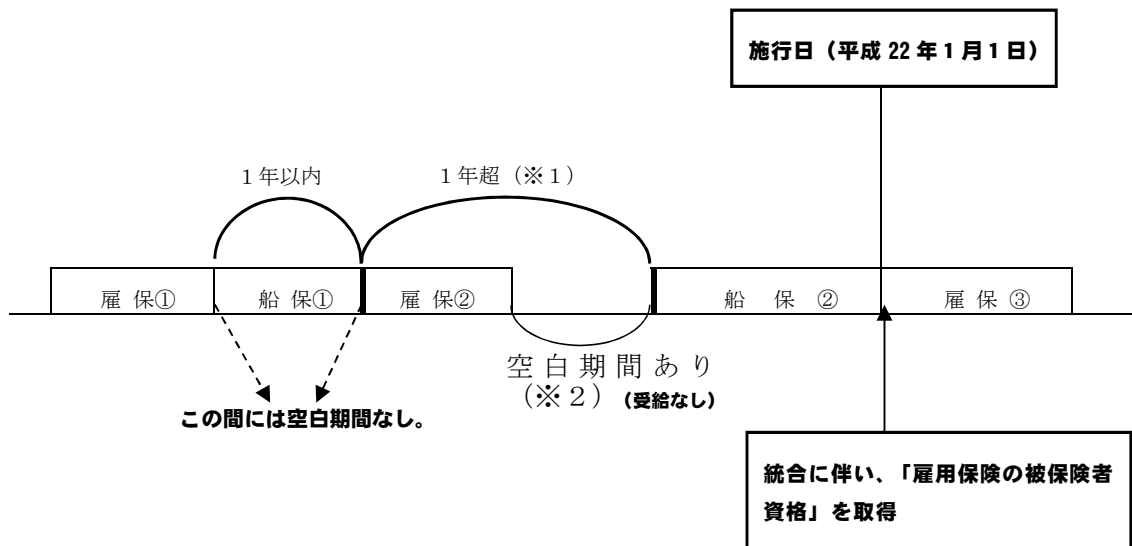 施行日（平成 22 年１月１日）
１年以内
１年超（※１）
雇 保①
船 保①
雇 保②
船 保 ②
雇 保 ③
空白期間あり
（※２）（受給なし）
この間には空白期間なし。
統合に伴い、「雇用保険の被保険者
資格」を取得